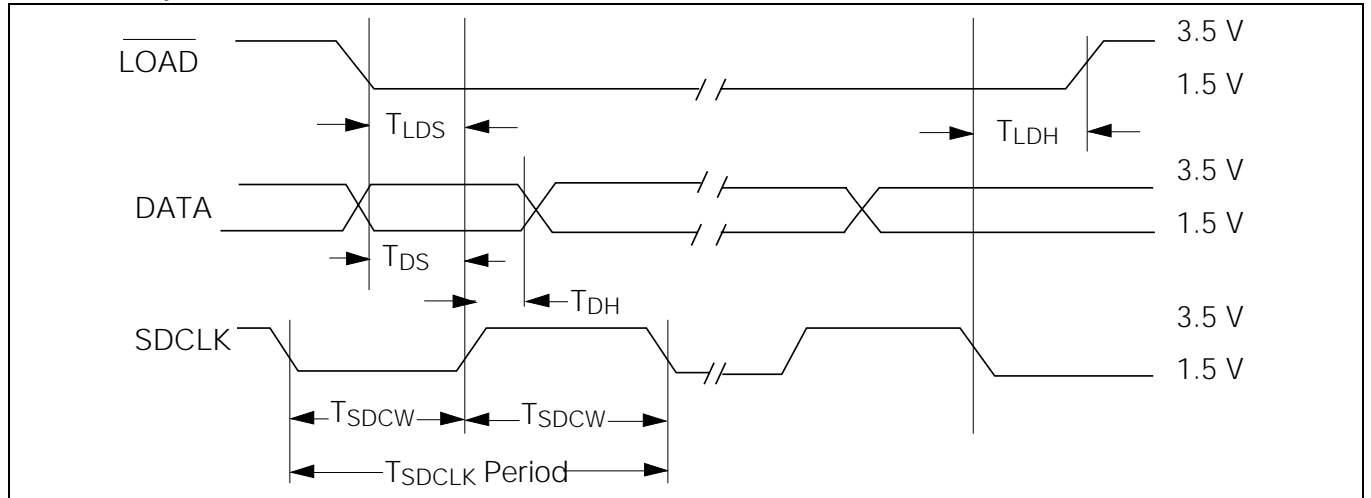 3.5 V
LOAD
1.5 V
TLDS
TLDH
3.5 V
DATA
1.5 V
TDS
TDH
3.5 V
SDCLK
1.5 V
TSDCW TSDCW
TSDCLK Period